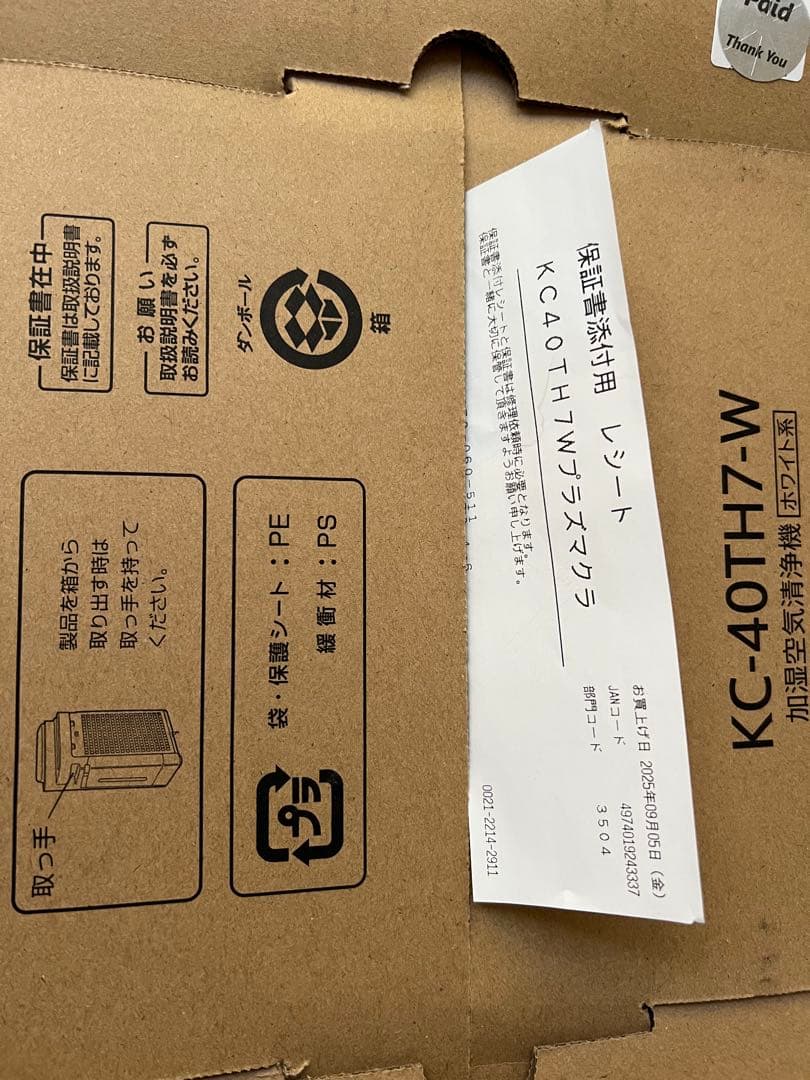 Paid
Thank You
保証書在中
保証書は取扱説明書
に記載しております。
お願い
取扱説明書を必ず
お読みください。
ダンボール
箱
製品を箱から
取り出す時は
取っ手を持って
ください。
取っ手
袋・保護シート：PE
緩衝材：PS
プラ
保証書添付用 レシート
KC40TH7Wプラズマクラ
保証書添付レシートと保証書は修理依頼時に必要となります。
保証書と一緒に大切に保管して頂きますようお願い申し上げます。
お買上げ日 2025年09月05日（金）
JANコード 4974019243337
部門コード 3504
0021-2214-2911
KC-40TH7-W
加湿空気清浄機 ホワイト系